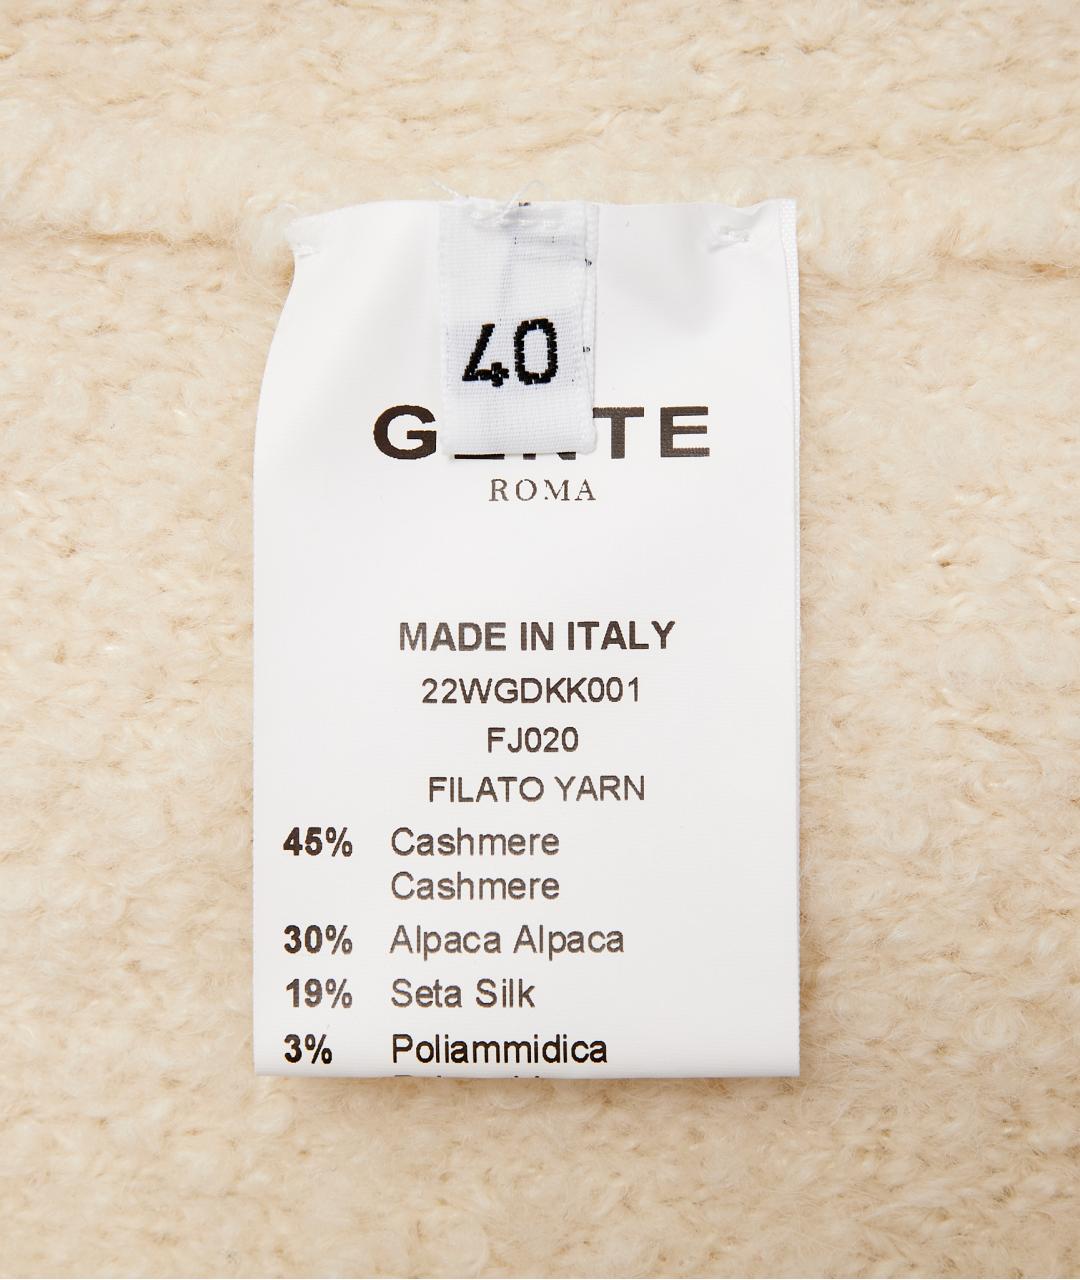 40
GENTE
ROMA
MADE IN ITALY
22WGDKK001
FJ020
FILATO YARN
45% Cashmere
Cashmere
30% Alpaca Alpaca
19% Seta Silk
3% Poliammidica